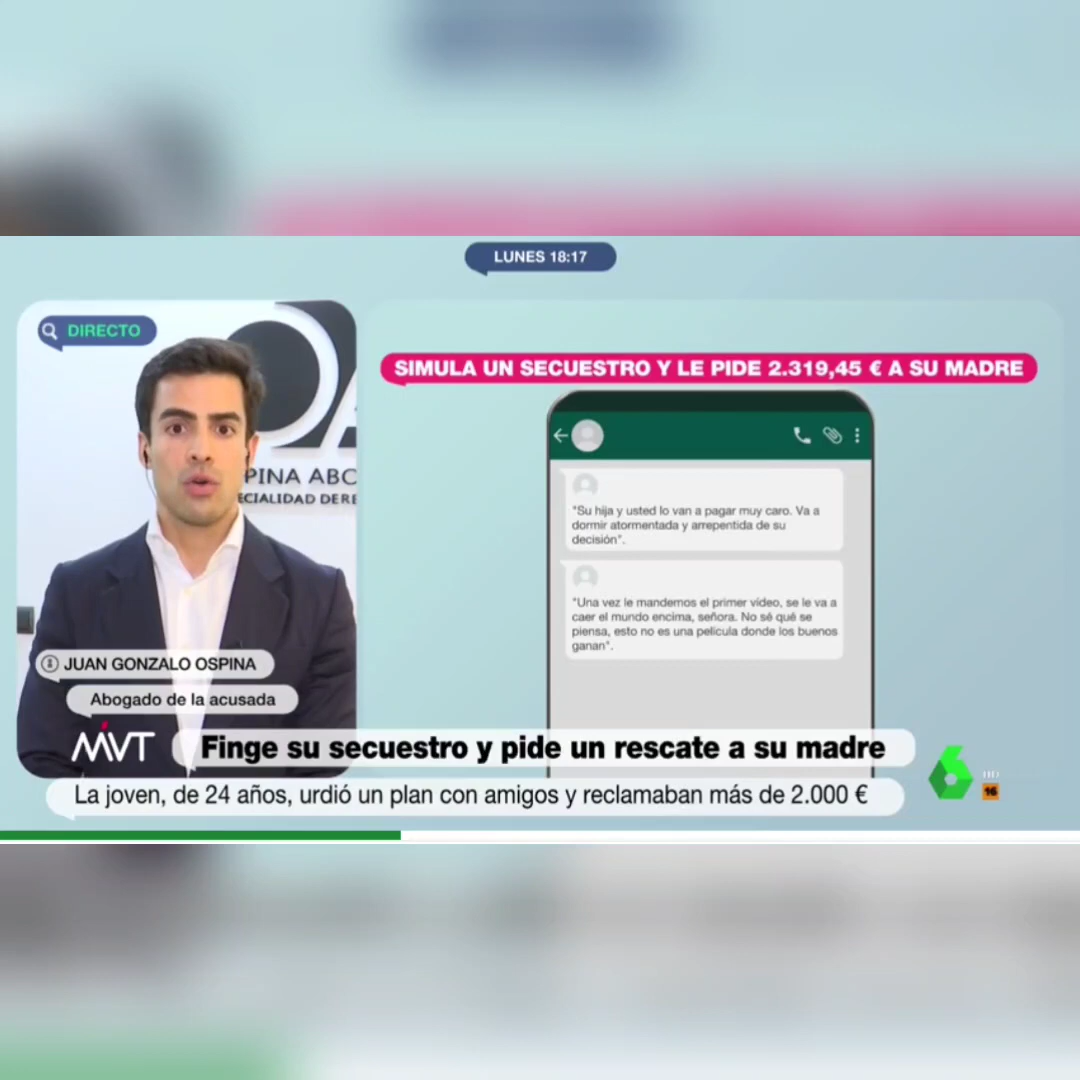 LUNES 18:17
DIRECTO
SIMULA UN SECUESTRO Y LE PIDE 2.319,45 € A SU MADRE
PINA ABO
ECIALIDAD DERE
"Su hija y usted lo van a pagar muy caro. Va a
dormir atormentada y arrepentida de su
decisión".
"Una vez le mandemos el primer vídeo, se le va a
caer el mundo encima, señora. No sé qué se
piensa, esto no es una película donde los buenos
ganan".
JUAN GONZALO OSPINA
Abogado de la acusada
MVT
Finge su secuestro y pide un rescate a su madre
La joven, de 24 años, urdió un plan con amigos y reclamaban más de 2.000 €
6
HD
16